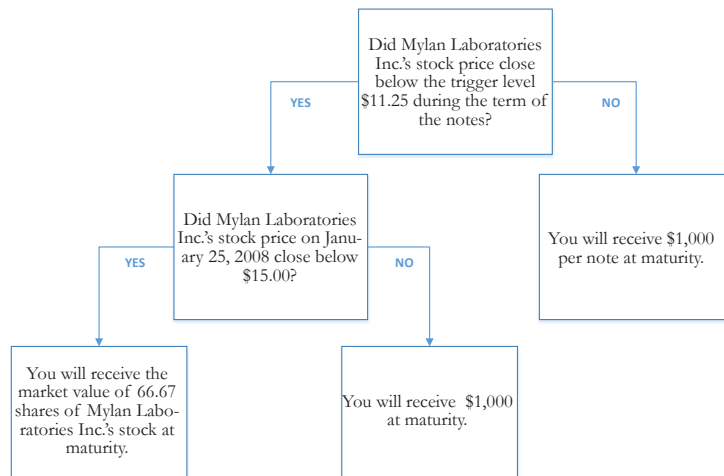 Did Mylan Laboratories
Inc.'s stock price close
below the trigger level
$11.25 during the term of
the notes?
YES
NO
Did Mylan Laboratories
Inc.'s stock price on Janu-
ary 25, 2008 close below
$15.00?
You will receive $1,000
per note at maturity.
YES
NO
You will receive the
market value of 66.67
shares of Mylan Labo-
ratories Inc.'s stock at
maturity.
You will receive $1,000
at maturity.